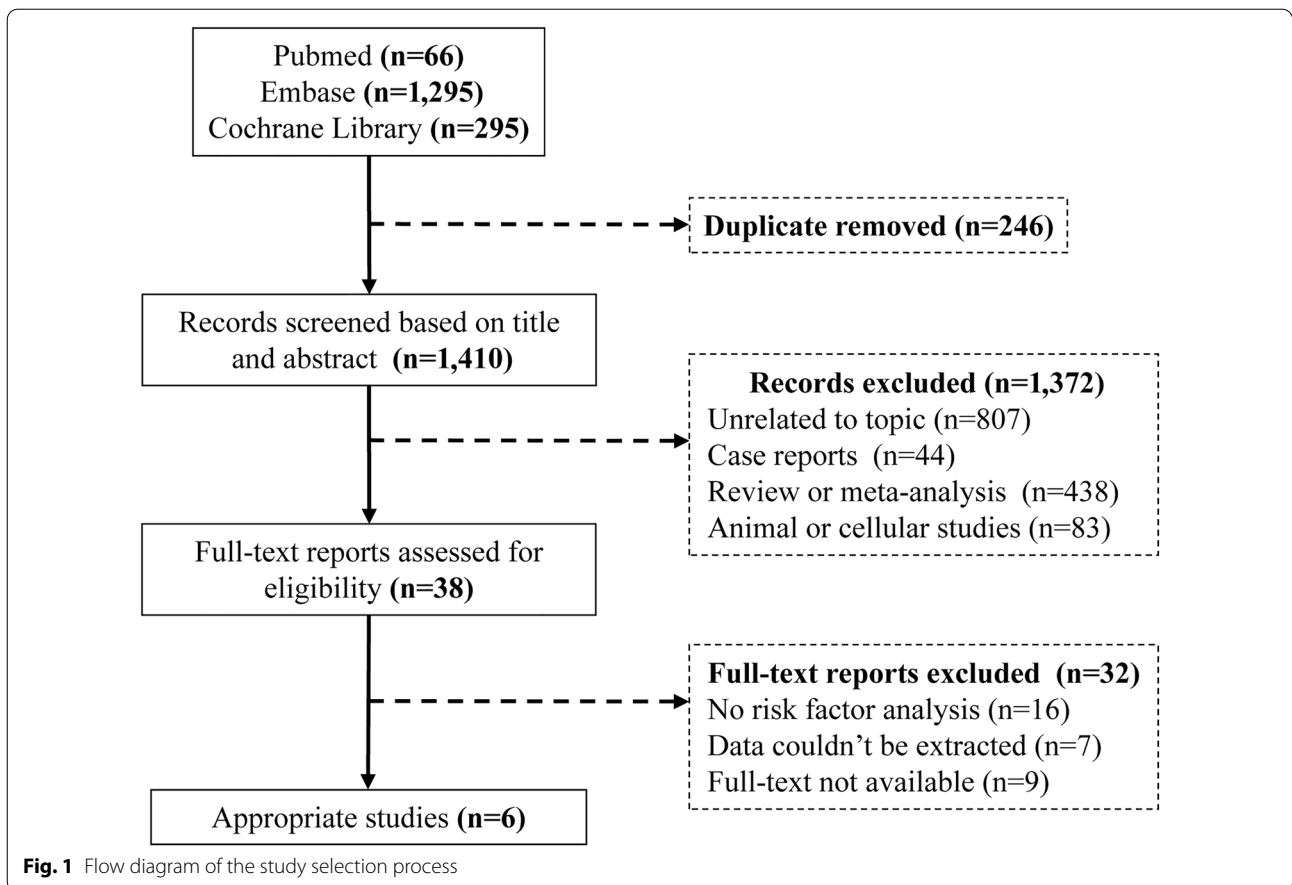 Pubmed (n=66)
Embase (n=1,295)
Cochrane Library (n=295)
Duplicate removed (n=246)
Records screened based on title
and abstract (n=1,410)
Records excluded (n=1,372)
Unrelated to topic (n=807)
Case reports (n=44)
Review or meta-analysis (n=438)
Animal or cellular studies (n=83)
Full-text reports assessed for
eligibility (n=38)
Full-text reports excluded (n=32)
No risk factor analysis (n=16)
Data couldn’t be extracted (n=7)
Full-text not available (n=9)
Appropriate studies (n=6)
Fig. 1 Flow diagram of the study selection process